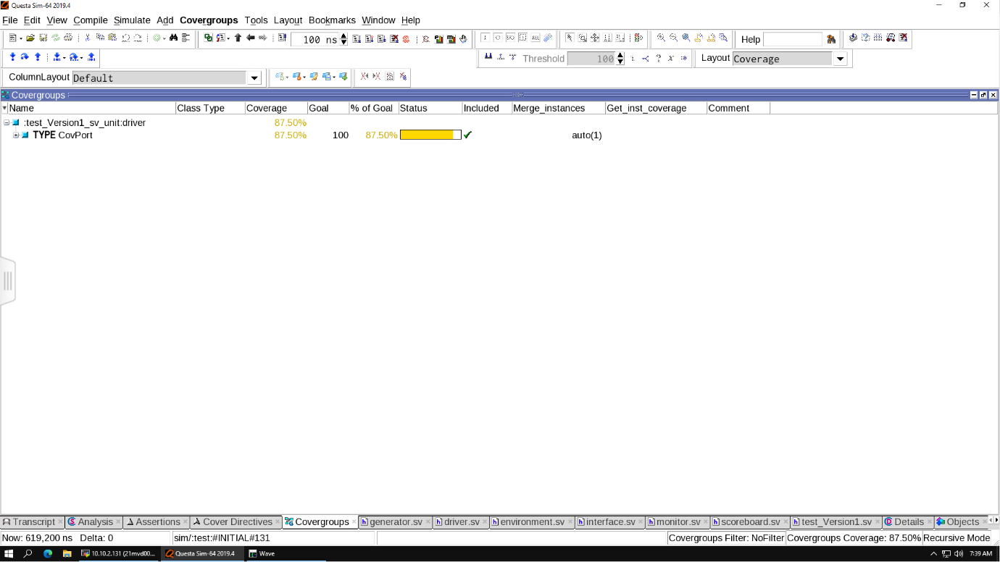 Questa Sim-64 2019.4
File Edit View Compile Simulate Add Covergroups Tools Layout Bookmarks Window Help
100 ns Help
Threshold 100 Layout Coverage
ColumnLayout Default
Covergroups
Name Class Type Coverage Goal % of Goal Status Included Merge_instances Get_inst_coverage Comment
:test_Version1_sv_unit:driver 87.50%
TYPE CovPort 87.50% 100 87.50% auto(1)
Transcript Analysis Assertions Cover Directives Covergroups generator.sv driver.sv environment.sv interface.sv monitor.sv scoreboard.sv test_Version1.sv Details Objects
Now: 619,200 ns Delta: 0 sim/:test:#INITIAL#131 Covergroups Filter: NoFilter Covergroups Coverage: 87.50% Recursive Mode
10.10.2.131 (21mvd00... Questa Sim-64 2019.4 Wave 7:39 AM